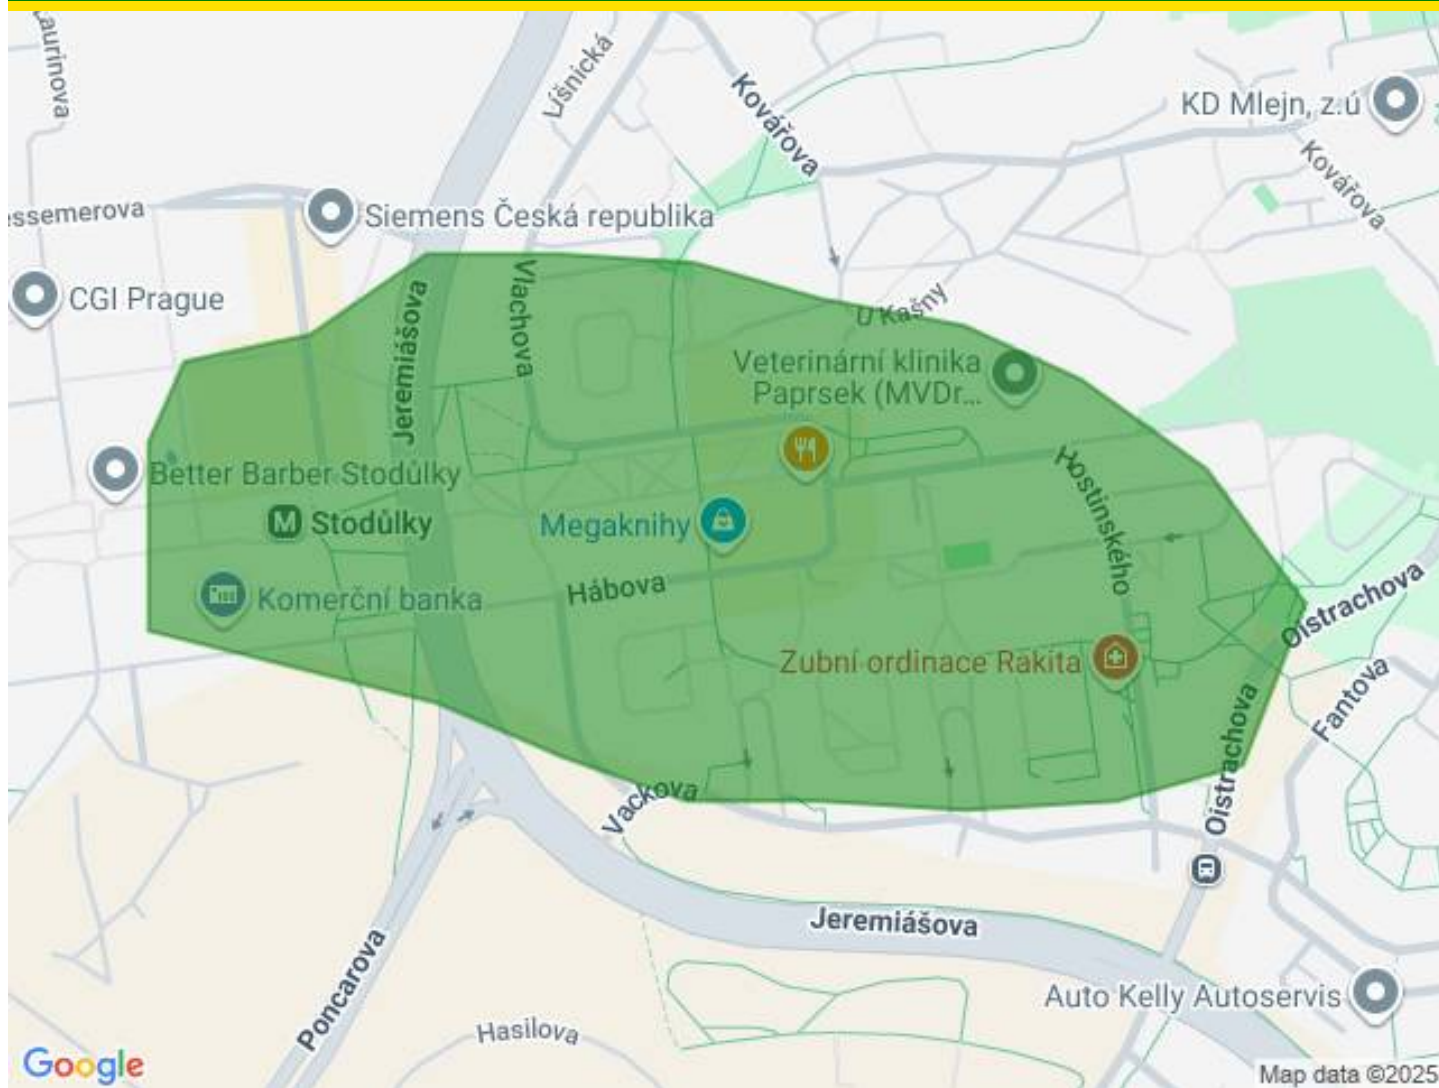 Laurinova
Líšnická
Kovářova
KD Mlejn, z.ú
Kovářova
Siemens Česká republika
CGI Prague
Jeremiášova
Vlachova
U Kašny
Veterinární klinika
Paprsek (MVDr...
Better Barber Stodůlky
Stodůlky
Megaknihy
Hostinského
Komerční banka
Hábova
Oistrachova
Zubní ordinace Rakita
Fantova
Oistrachova
Vackova
Jeremiášova
Poncarova
Hasilova
Auto Kelly Autoservis
Google
Map data ©2025